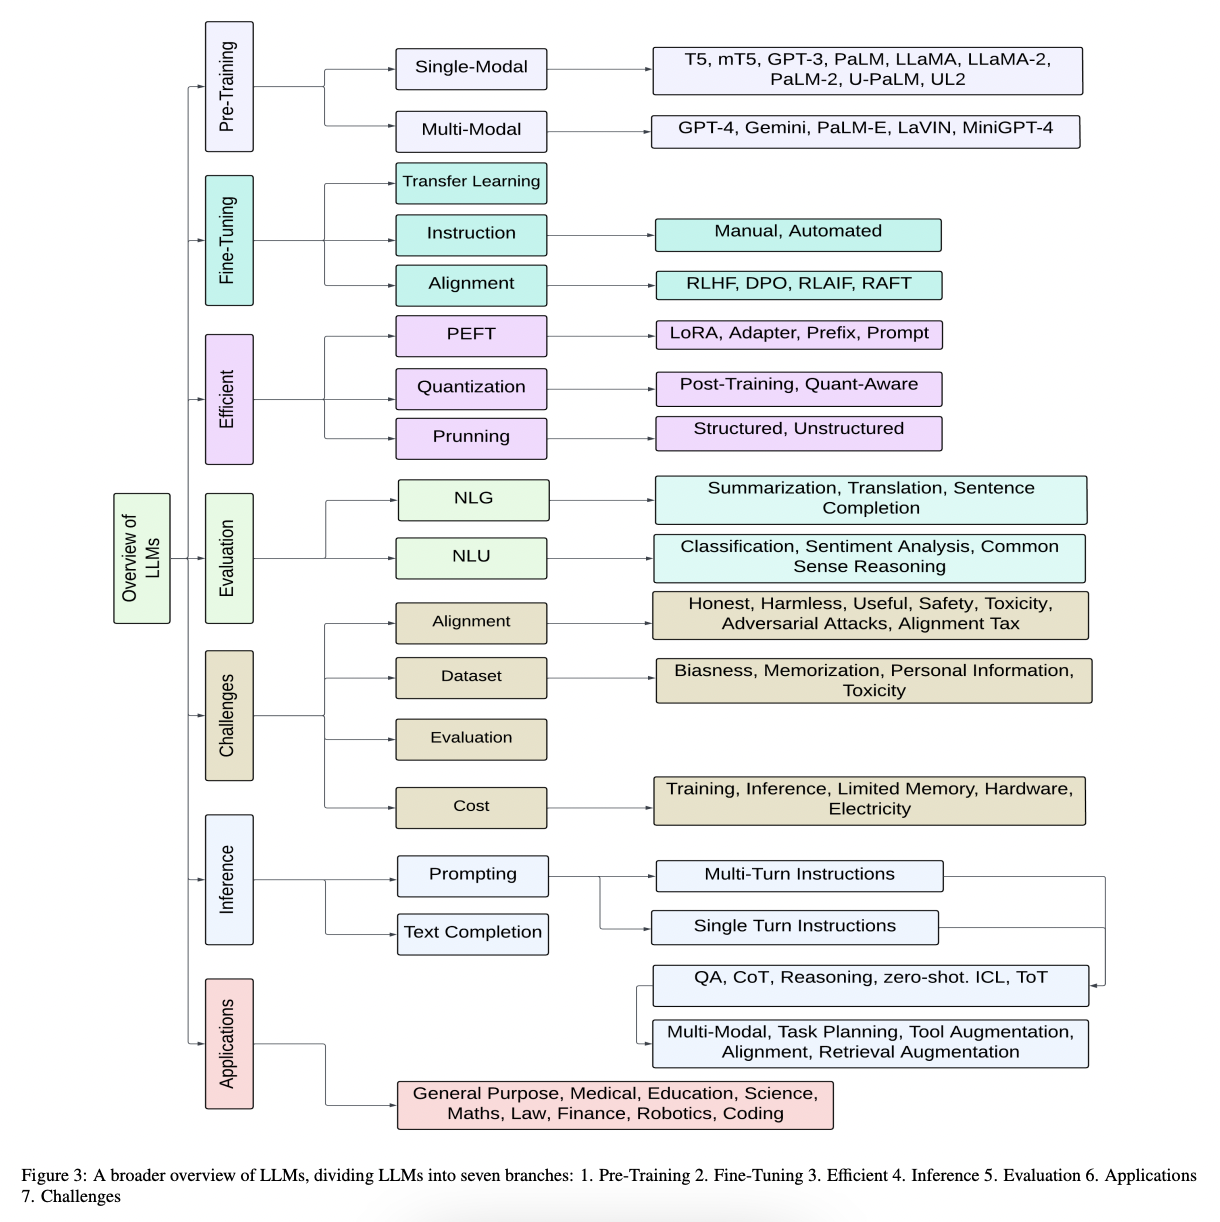 Pre-Training
Single-Modal
T5, mT5, GPT-3, PaLM, LLaMA, LLaMA-2,
PaLM-2, U-PaLM, UL2
Multi-Modal
GPT-4, Gemini, PaLM-E, LaVIN, MiniGPT-4
Fine-Tuning
Transfer Learning
Instruction
Manual, Automated
Alignment
RLHF, DPO, RLAIF, RAFT
Efficient
PEFT
LoRA, Adapter, Prefix, Prompt
Quantization
Post-Training, Quant-Aware
Prunning
Structured, Unstructured
Overview of
LLMs
Evaluation
NLG
Summarization, Translation, Sentence
Completion
NLU
Classification, Sentiment Analysis, Common
Sense Reasoning
Challenges
Alignment
Honest, Harmless, Useful, Safety, Toxicity,
Adversarial Attacks, Alignment Tax
Dataset
Biasness, Memorization, Personal Information,
Toxicity
Evaluation
Cost
Training, Inference, Limited Memory, Hardware,
Electricity
Inference
Prompting
Multi-Turn Instructions
Single Turn Instructions
Text Completion
QA, CoT, Reasoning, zero-shot. ICL, ToT
Multi-Modal, Task Planning, Tool Augmentation,
Alignment, Retrieval Augmentation
Applications
General Purpose, Medical, Education, Science,
Maths, Law, Finance, Robotics, Coding
Figure 3: A broader overview of LLMs, dividing LLMs into seven branches: 1. Pre-Training 2. Fine-Tuning 3. Efficient 4. Inference 5. Evaluation 6. Applications
7. Challenges